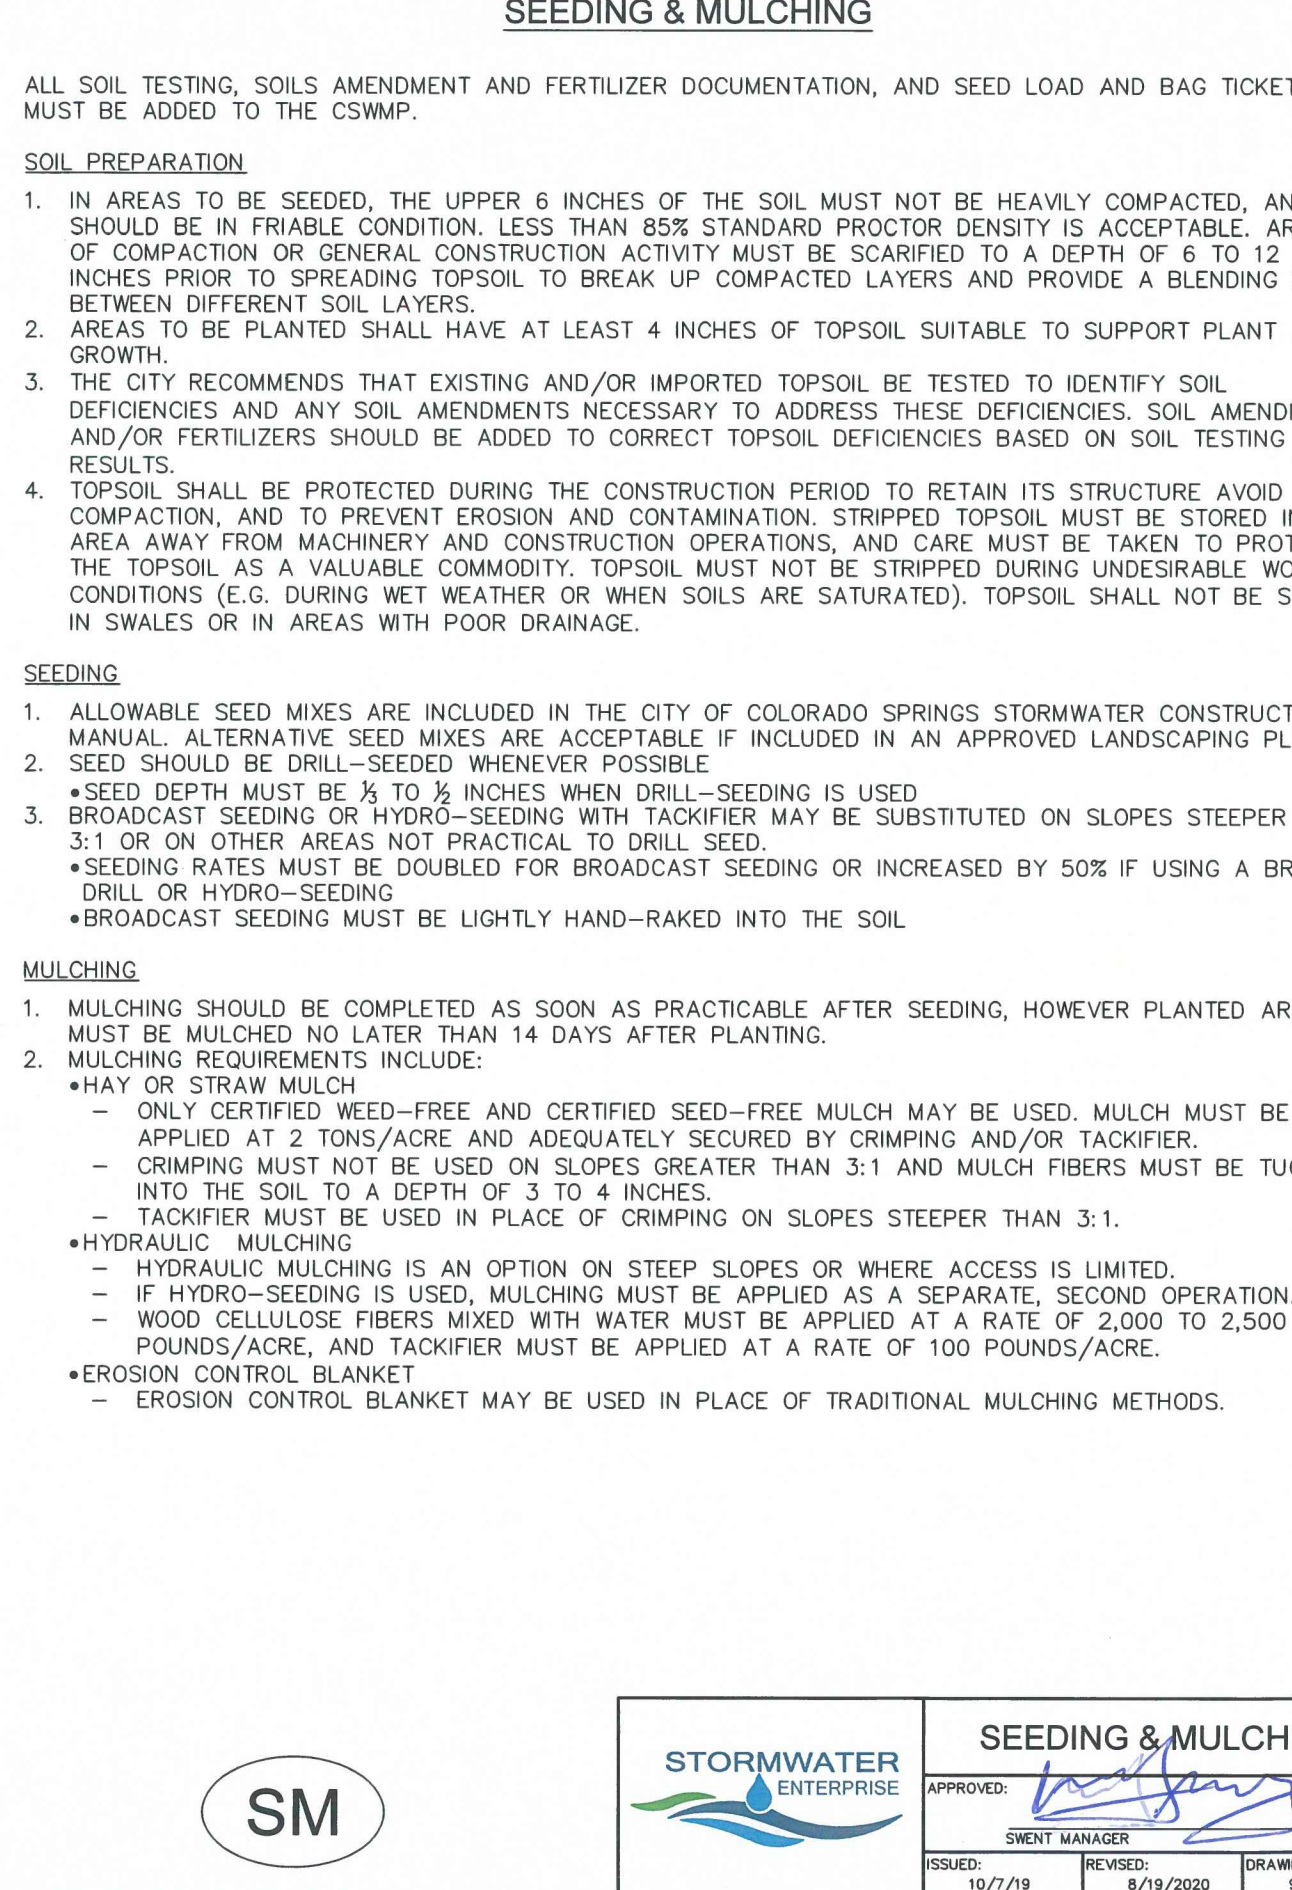 SEEDING & MULCHING
ALL SOIL TESTING, SOILS AMENDMENT AND FERTILIZER DOCUMENTATION, AND SEED LOAD AND BAG TICKET
MUST BE ADDED TO THE CSWMP.
SOIL PREPARATION
1. IN AREAS TO BE SEEDED, THE UPPER 6 INCHES OF THE SOIL MUST NOT BE HEAVILY COMPACTED, AN
SHOULD BE IN FRIABLE CONDITION. LESS THAN 85% STANDARD PROCTOR DENSITY IS ACCEPTABLE. AR
OF COMPACTION OR GENERAL CONSTRUCTION ACTIVITY MUST BE SCARIFIED TO A DEPTH OF 6 TO 12
INCHES PRIOR TO SPREADING TOPSOIL TO BREAK UP COMPACTED LAYERS AND PROVIDE A BLENDING
BETWEEN DIFFERENT SOIL LAYERS.
2. AREAS TO BE PLANTED SHALL HAVE AT LEAST 4 INCHES OF TOPSOIL SUITABLE TO SUPPORT PLANT
GROWTH.
3. THE CITY RECOMMENDS THAT EXISTING AND/OR IMPORTED TOPSOIL BE TESTED TO IDENTIFY SOIL
DEFICIENCIES AND ANY SOIL AMENDMENTS NECESSARY TO ADDRESS THESE DEFICIENCIES. SOIL AMEND
AND/OR FERTILIZERS SHOULD BE ADDED TO CORRECT TOPSOIL DEFICIENCIES BASED ON SOIL TESTING
RESULTS.
4. TOPSOIL SHALL BE PROTECTED DURING THE CONSTRUCTION PERIOD TO RETAIN ITS STRUCTURE AVOID
COMPACTION, AND TO PREVENT EROSION AND CONTAMINATION. STRIPPED TOPSOIL MUST BE STORED I
AREA AWAY FROM MACHINERY AND CONSTRUCTION OPERATIONS, AND CARE MUST BE TAKEN TO PROT
THE TOPSOIL AS A VALUABLE COMMODITY. TOPSOIL MUST NOT BE STRIPPED DURING UNDESIRABLE WO
CONDITIONS (E.G. DURING WET WEATHER OR WHEN SOILS ARE SATURATED). TOPSOIL SHALL NOT BE S
IN SWALES OR IN AREAS WITH POOR DRAINAGE.
SEEDING
1. ALLOWABLE SEED MIXES ARE INCLUDED IN THE CITY OF COLORADO SPRINGS STORMWATER CONSTRUCT
MANUAL. ALTERNATIVE SEED MIXES ARE ACCEPTABLE IF INCLUDED IN AN APPROVED LANDSCAPING PL
2. SEED SHOULD BE DRILL–SEEDED WHENEVER POSSIBLE
•SEED DEPTH MUST BE ⅓ TO ½ INCHES WHEN DRILL–SEEDING IS USED
3. BROADCAST SEEDING OR HYDRO–SEEDING WITH TACKIFIER MAY BE SUBSTITUTED ON SLOPES STEEPER
3:1 OR ON OTHER AREAS NOT PRACTICAL TO DRILL SEED.
•SEEDING RATES MUST BE DOUBLED FOR BROADCAST SEEDING OR INCREASED BY 50% IF USING A BR
DRILL OR HYDRO–SEEDING
•BROADCAST SEEDING MUST BE LIGHTLY HAND–RAKED INTO THE SOIL
MULCHING
1. MULCHING SHOULD BE COMPLETED AS SOON AS PRACTICABLE AFTER SEEDING, HOWEVER PLANTED AR
MUST BE MULCHED NO LATER THAN 14 DAYS AFTER PLANTING.
2. MULCHING REQUIREMENTS INCLUDE:
•HAY OR STRAW MULCH
– ONLY CERTIFIED WEED–FREE AND CERTIFIED SEED–FREE MULCH MAY BE USED. MULCH MUST BE
APPLIED AT 2 TONS/ACRE AND ADEQUATELY SECURED BY CRIMPING AND/OR TACKIFIER.
– CRIMPING MUST NOT BE USED ON SLOPES GREATER THAN 3:1 AND MULCH FIBERS MUST BE TU
INTO THE SOIL TO A DEPTH OF 3 TO 4 INCHES.
– TACKIFIER MUST BE USED IN PLACE OF CRIMPING ON SLOPES STEEPER THAN 3:1.
•HYDRAULIC MULCHING
– HYDRAULIC MULCHING IS AN OPTION ON STEEP SLOPES OR WHERE ACCESS IS LIMITED.
– IF HYDRO–SEEDING IS USED, MULCHING MUST BE APPLIED AS A SEPARATE, SECOND OPERATION.
– WOOD CELLULOSE FIBERS MIXED WITH WATER MUST BE APPLIED AT A RATE OF 2,000 TO 2,500
POUNDS/ACRE, AND TACKIFIER MUST BE APPLIED AT A RATE OF 100 POUNDS/ACRE.
•EROSION CONTROL BLANKET
– EROSION CONTROL BLANKET MAY BE USED IN PLACE OF TRADITIONAL MULCHING METHODS.
SM
STORMWATER
ENTERPRISE
SEEDING & MULCH
APPROVED:
SWENT MANAGER
ISSUED:
10/7/19
REVISED:
8/19/2020
DRAWI